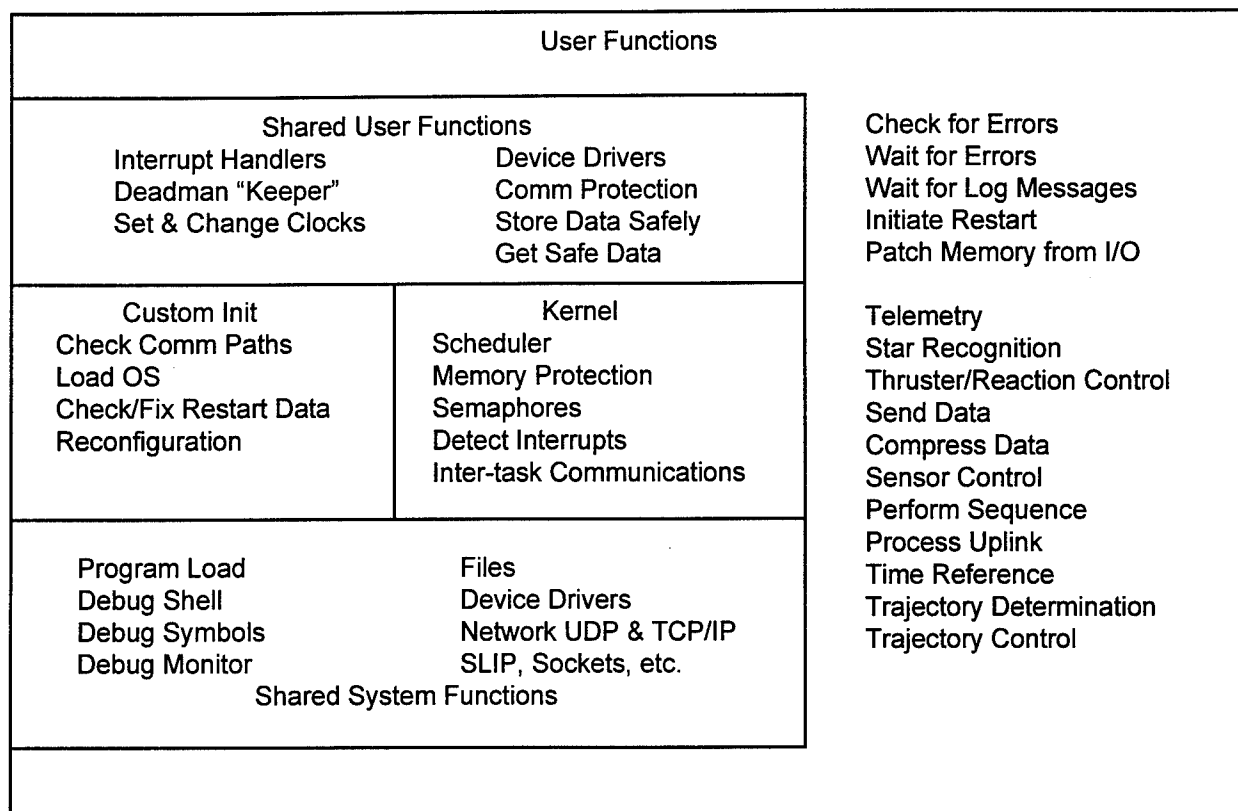 User Functions
Shared User Functions
Interrupt Handlers
Deadman “Keeper”
Set & Change Clocks
Device Drivers
Comm Protection
Store Data Safely
Get Safe Data
Custom Init
Check Comm Paths
Load OS
Check/Fix Restart Data
Reconfiguration
Kernel
Scheduler
Memory Protection
Semaphores
Detect Interrupts
Inter-task Communications
Program Load
Debug Shell
Debug Symbols
Debug Monitor
Files
Device Drivers
Network UDP & TCP/IP
SLIP, Sockets, etc.
Shared System Functions
Check for Errors
Wait for Errors
Wait for Log Messages
Initiate Restart
Patch Memory from I/O
Telemetry
Star Recognition
Thruster/Reaction Control
Send Data
Compress Data
Sensor Control
Perform Sequence
Process Uplink
Time Reference
Trajectory Determination
Trajectory Control